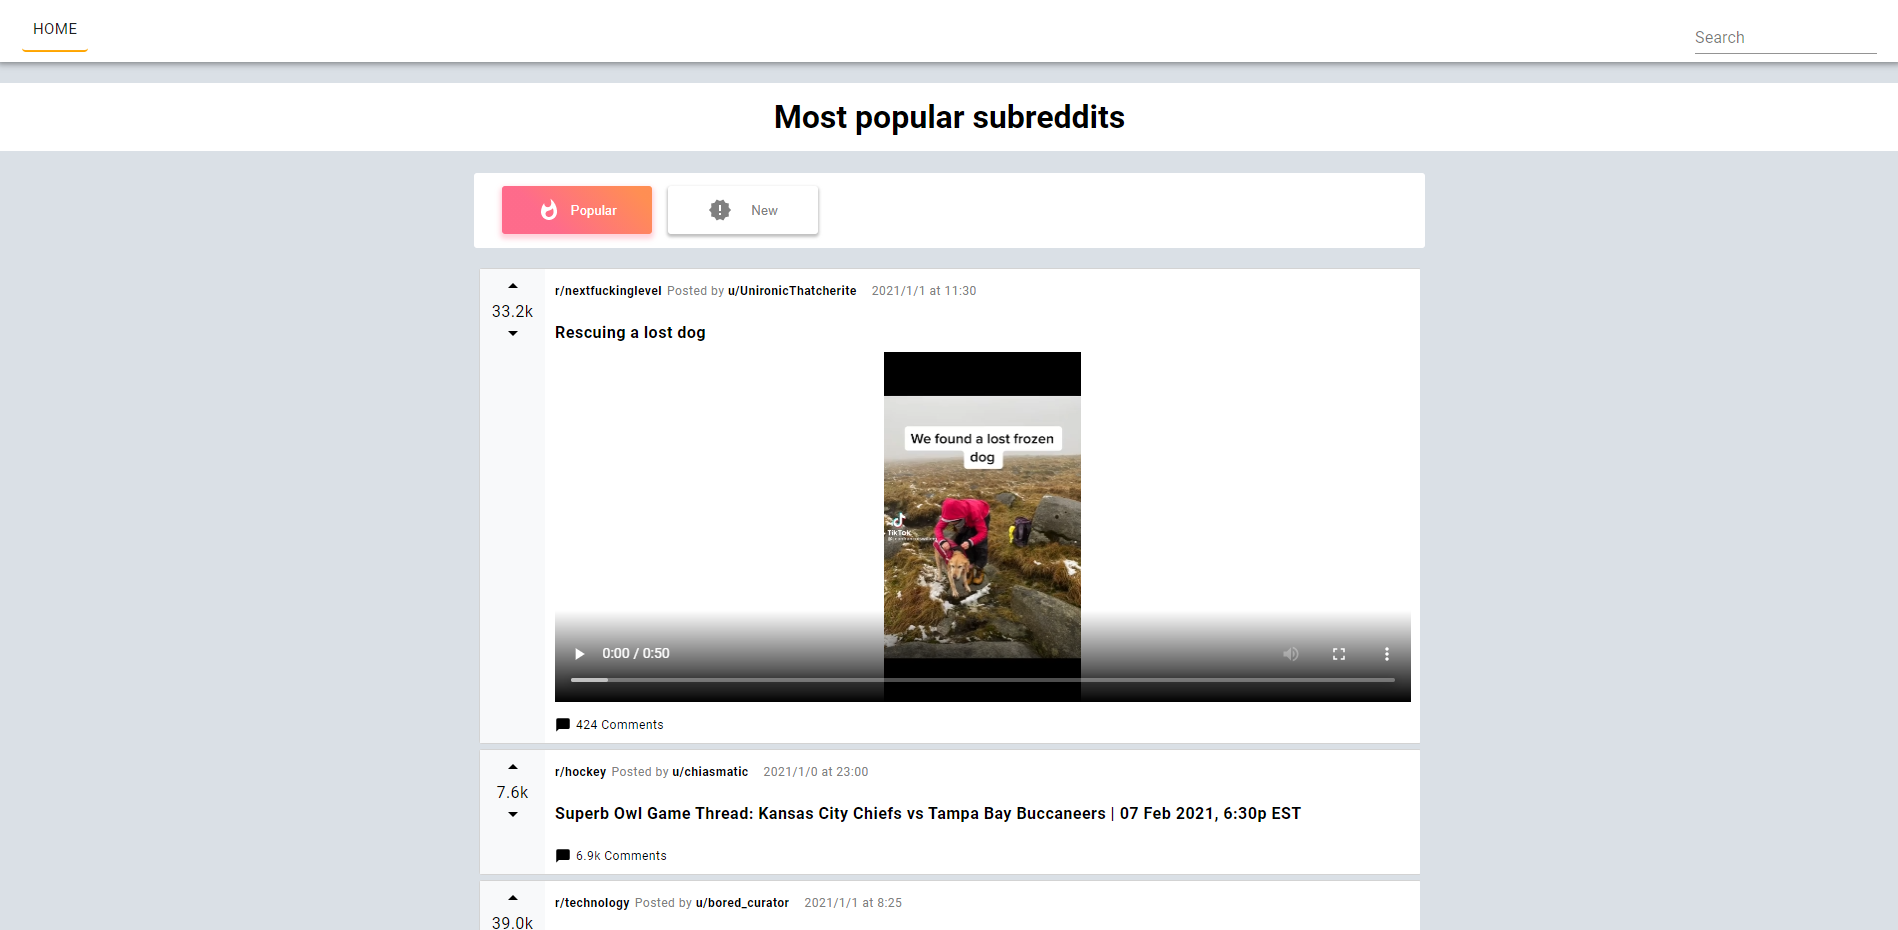 HOME
Search
Most popular subreddits
Popular
New
33.2k
r/nextfuckinglevel Posted by u/UnironicThatcherite 2021/1/1 at 11:30
Rescuing a lost dog
We found a lost frozen
dog
TikTok
0:00 / 0:50
424 Comments
7.6k
r/hockey Posted by u/chiasmatic 2021/1/0 at 23:00
Superb Owl Game Thread: Kansas City Chiefs vs Tampa Bay Buccaneers | 07 Feb 2021, 6:30p EST
6.9k Comments
39.0k
r/technology Posted by u/bored_curator 2021/1/1 at 8:25